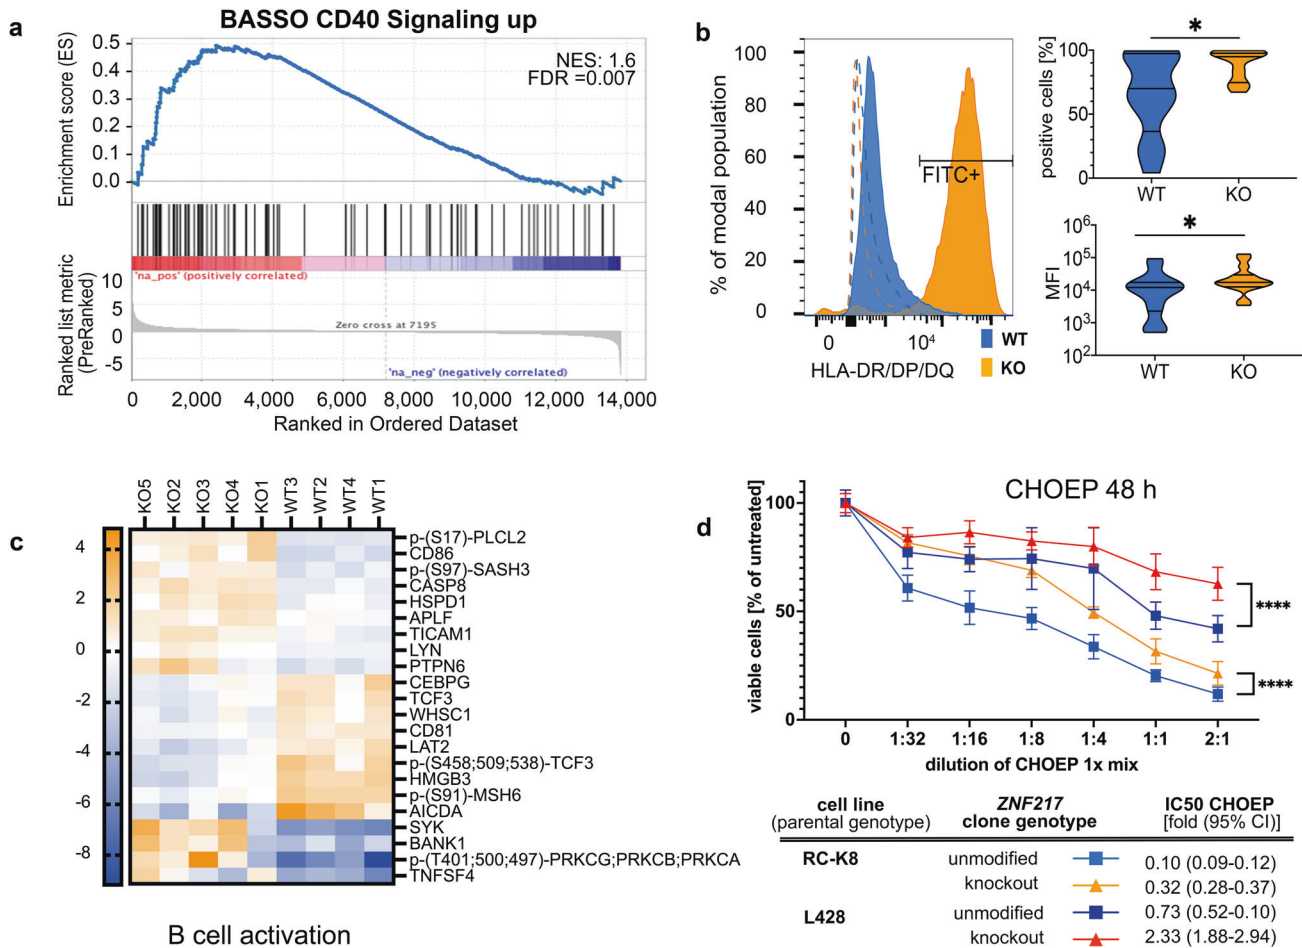 a
BASSO CD40 Signaling up
Enrichment score (ES)
0.5
0.4
0.5
0.2
0.1
0.0
NES: 1.6
FDR =0.007
'na_pos' (positively correlated)
Ranked list metric
(PreRanked)
10
5
0
-5
Zero cross at 7195
'na_neg' (negatively correlated)
0
2,000
4,000
6,000
8,000
10,000
12,000
14,000
Ranked in Ordered Dataset
b
% of modal population
100
80
60
40
20
0
FITC+
0
10⁴
HLA-DR/DP/DQ
WT
KO
positive cells [%]
100
50
0
*
WT
KO
MFI
10⁶
10⁵
10⁴
10³
10²
*
WT
KO
c
KO5
KO2
KO3
KO4
KO1
WT3
WT2
WT4
WT1
4
2
0
-2
-4
-6
-8
p-(S17)-PLCL2
CD86
p-(S97)-SASH3
CASP8
HSPD1
APLF
TICAM1
LYN
PTPN6
CEBPG
TCF3
WHSC1
CD81
LAT2
p-(S458;509;538)-TCF3
HMGB3
p-(S91)-MSH6
AICDA
SYK
BANK1
p-(T401;500;497)-PRKCG;PRKCB;PRKCA
TNFSF4
B cell activation
d
CHOEP 48 h
viable cells [% of untreated]
100
50
0
****
****
0
1:32
1:16
1:8
1:4
1:1
2:1
dilution of CHOEP 1x mix
cell line
(parental genotype)
ZNF217
clone genotype
IC50 CHOEP
[fold (95% CI)]
RC-K8
unmodified
0.10 (0.09-0.12)
knockout
0.32 (0.28-0.37)
L428
unmodified
0.73 (0.52-0.10)
knockout
2.33 (1.88-2.94)